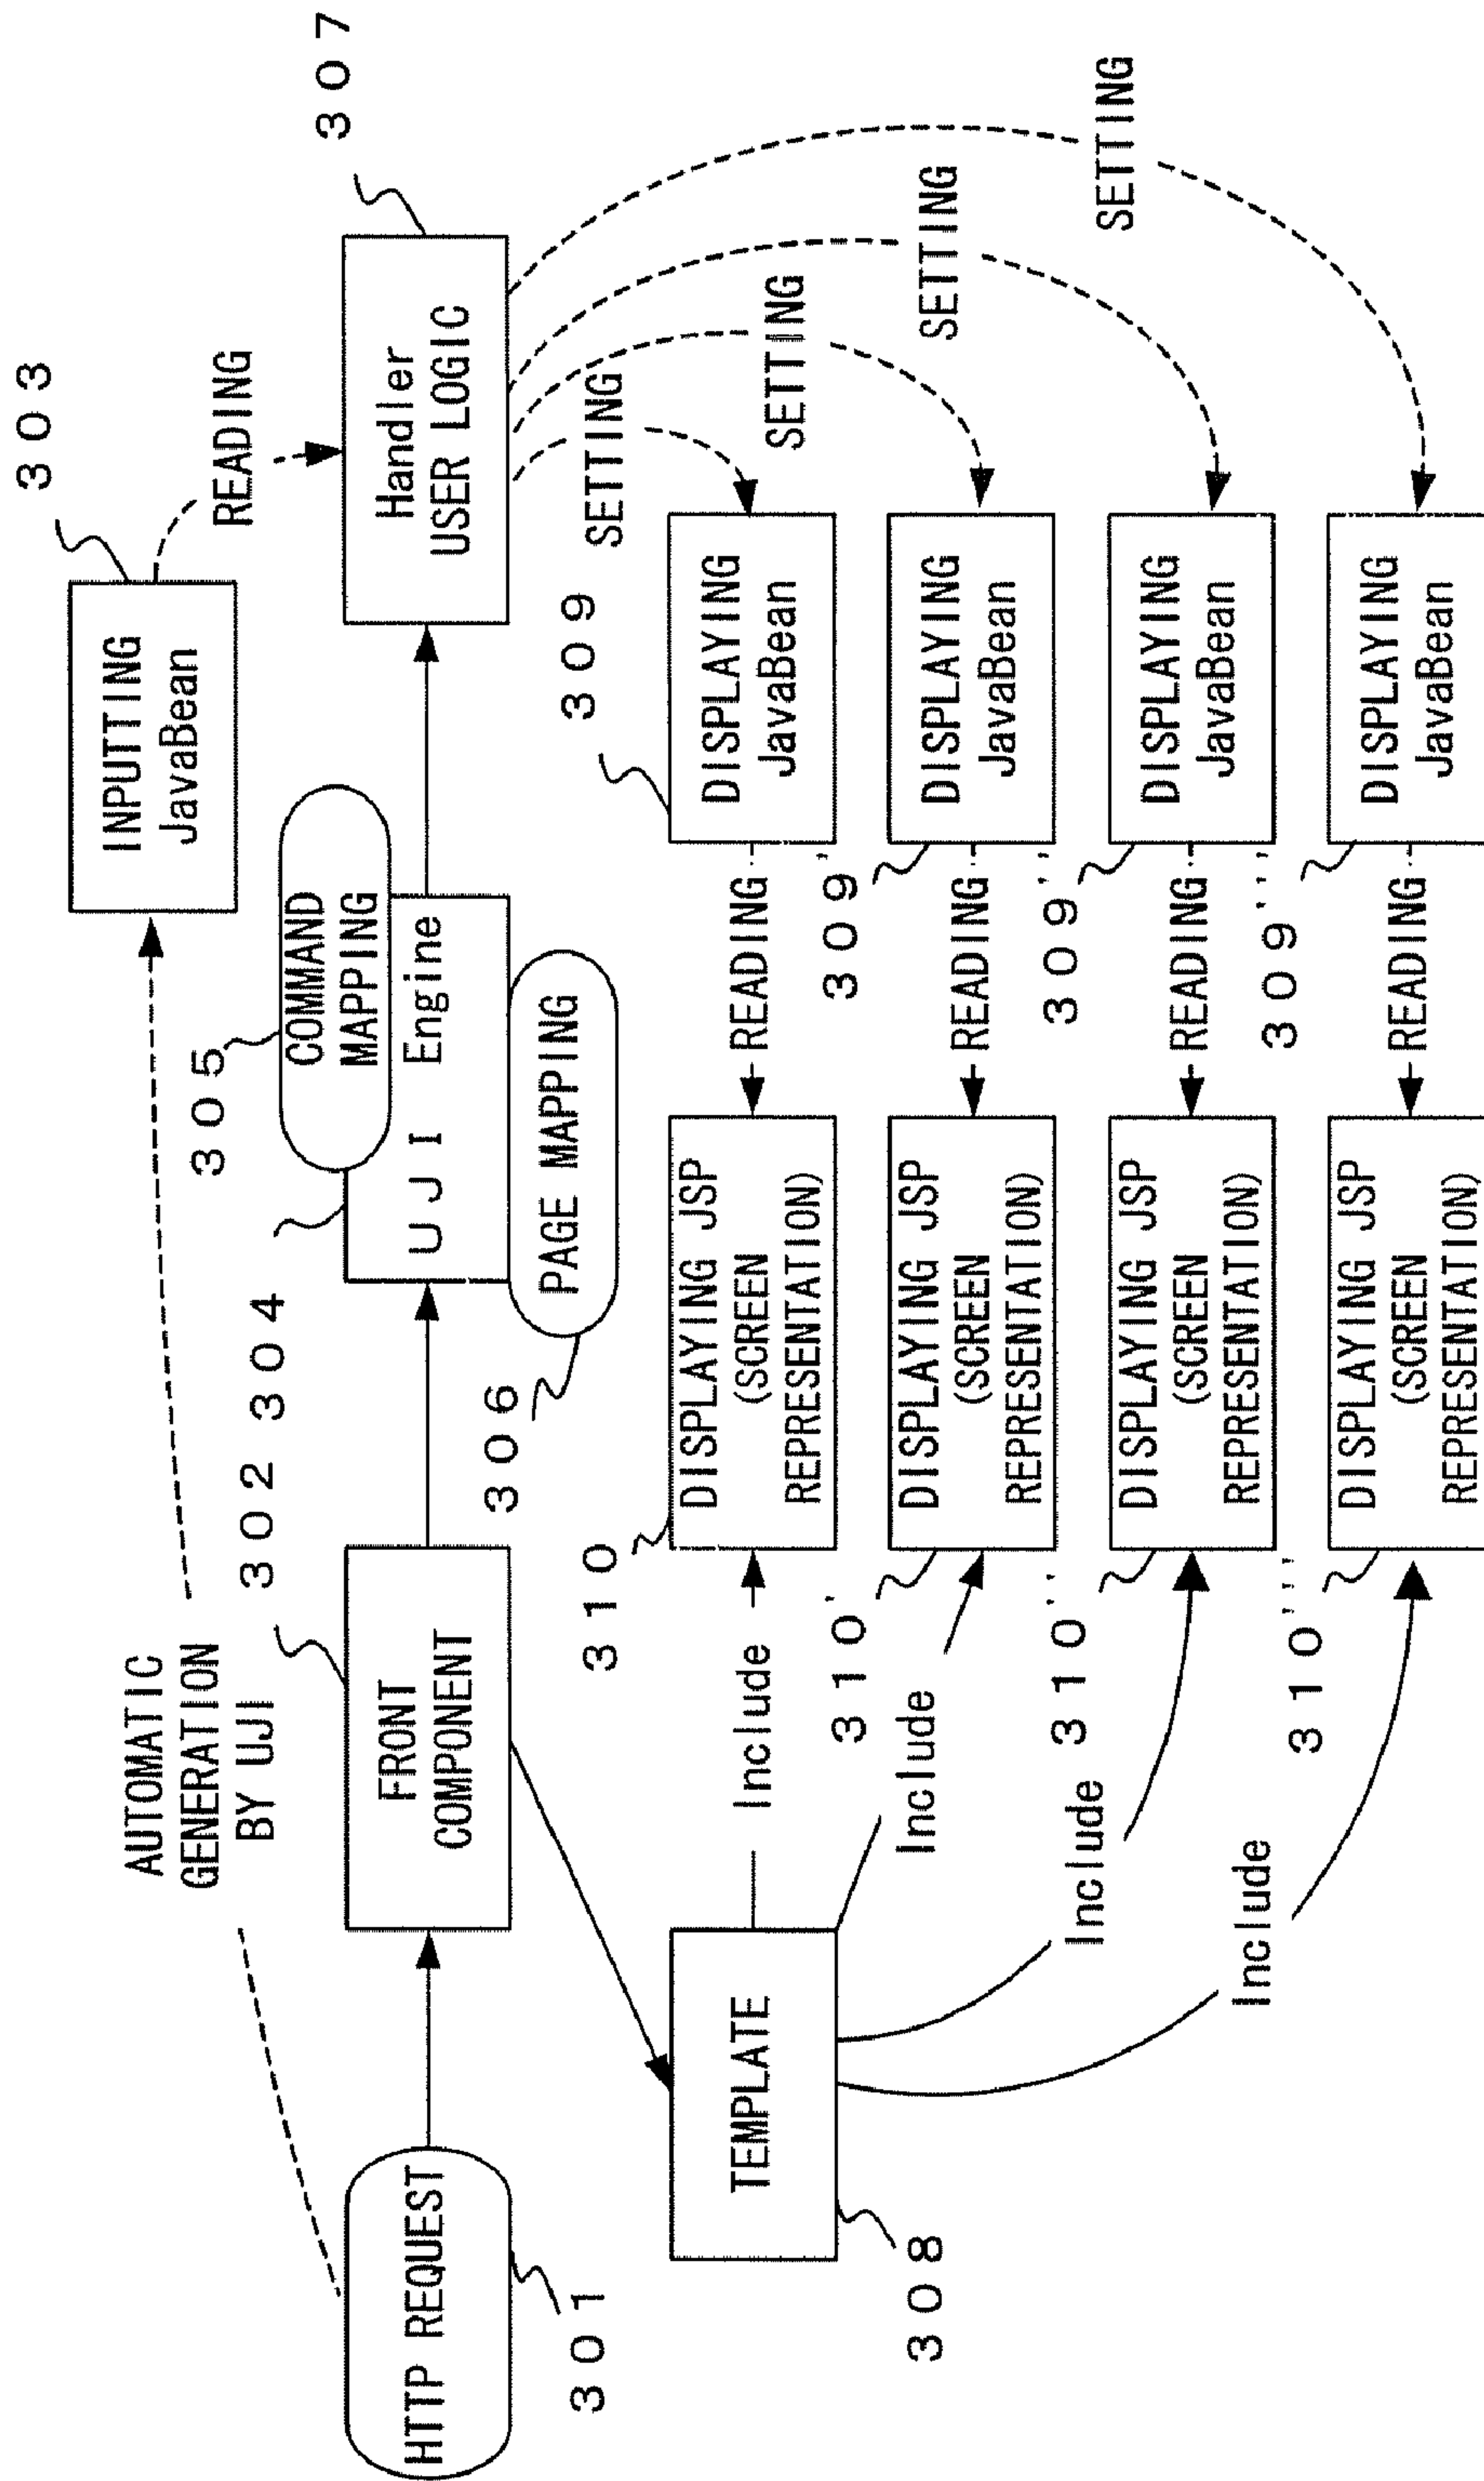 303
INPUTTING
JavaBean
READING
307
AUTOMATIC
GENERATION
BY UJI
302
304
305
COMMAND
MAPPING
HTTP REQUEST
301
FRONT
COMPONENT
UJI Engine
Handler
USER LOGIC
306
PAGE MAPPING
309
SETTING
SETTING
SETTING
SETTING
310
TEMPLATE
308
Include
DISPLAYING JSP
(SCREEN
REPRESENTATION)
READING
DISPLAYING
JavaBean
310'
309'
Include
DISPLAYING JSP
(SCREEN
REPRESENTATION)
READING
DISPLAYING
JavaBean
310''
309''
Include
DISPLAYING JSP
(SCREEN
REPRESENTATION)
READING
DISPLAYING
JavaBean
310'''
309'''
Include
DISPLAYING JSP
(SCREEN
REPRESENTATION)
READING
DISPLAYING
JavaBean